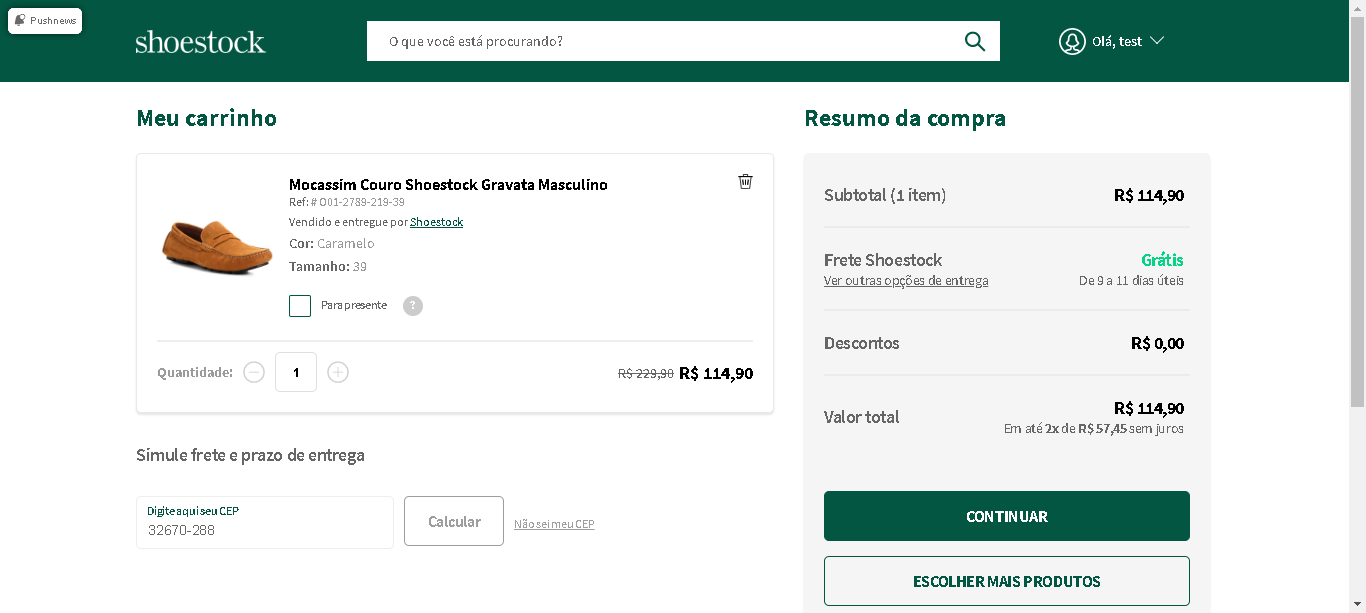 Pushnews
shoestock
O que você está procurando?
Olá, test
Meu carrinho
Mocassim Couro Shoestock Gravata Masculino
Ref: # O01-2789-219-39
Vendido e entregue por Shoestock
Cor: Caramelo
Tamanho: 39
Para presente
?
Quantidade:
1
R$ 229,90 R$ 114,90
Simule frete e prazo de entrega
Digite aqui seu CEP
32670-288
Calcular
Não sei meu CEP
Resumo da compra
Subtotal (1 item)
R$ 114,90
Frete Shoestock
Grátis
Ver outras opções de entrega
De 9 a 11 dias úteis
Descontos
R$ 0,00
Valor total
R$ 114,90
Em até 2x de R$ 57,45 sem juros
CONTINUAR
ESCOLHER MAIS PRODUTOS